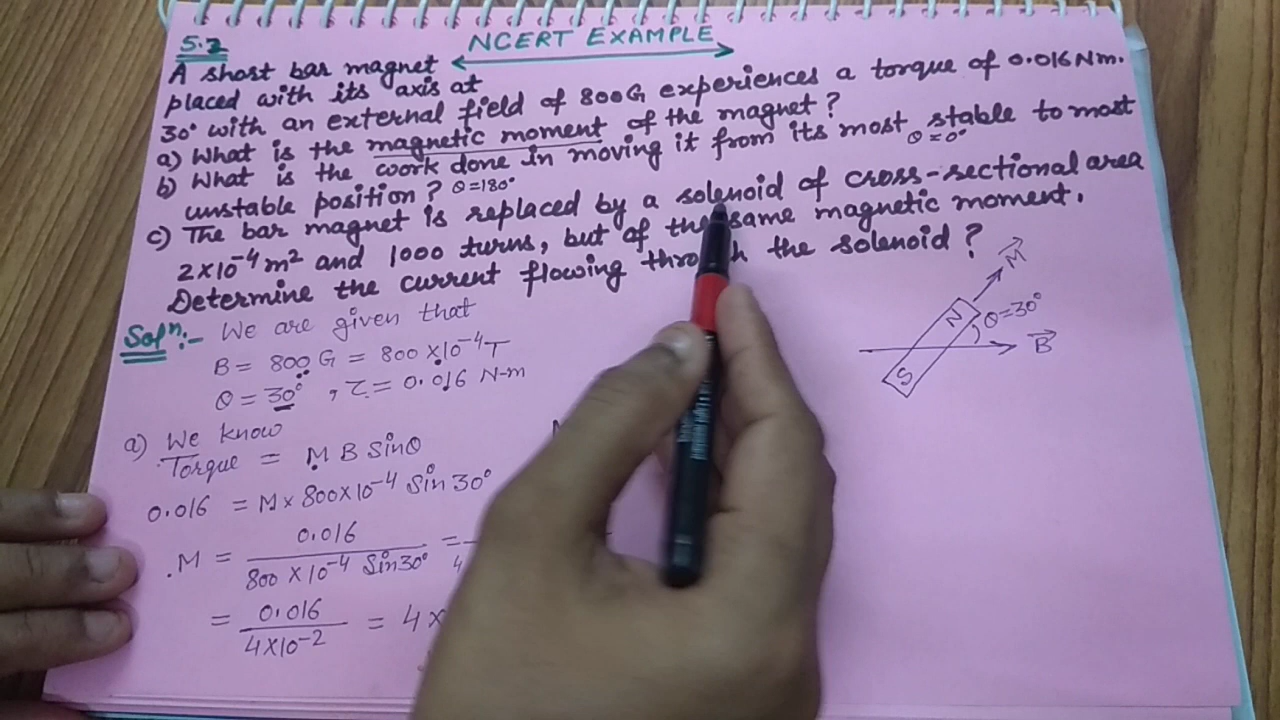 5.2
NCERT EXAMPLE
A short bar magnet
placed with its axis at
30° with an external field of 800G experiences a torque of 0.016Nm.
a) What is the magnetic moment of the magnet?
b) What is the work done in moving it from its most stable to most
θ=0°
unstable position? θ=180°
c) The bar magnet is replaced by a solenoid of cross-sectional area
2×10⁻⁴m² and 1000 turns, but of the same magnetic moment.
Determine the current flowing through the solenoid?
Solⁿ:- We are given that
B = 800 G = 800 × 10⁻⁴ T
θ = 30° , τ = 0.016 N-m
a) We know
Torque = M B Sinθ
0.016 = M × 800×10⁻⁴ Sin 30°
M = 0.016 / 800 × 10⁻⁴ Sin30° =
= 0.016 / 4×10⁻² = 4×
M⃗
N
θ=30°
B⃗
S